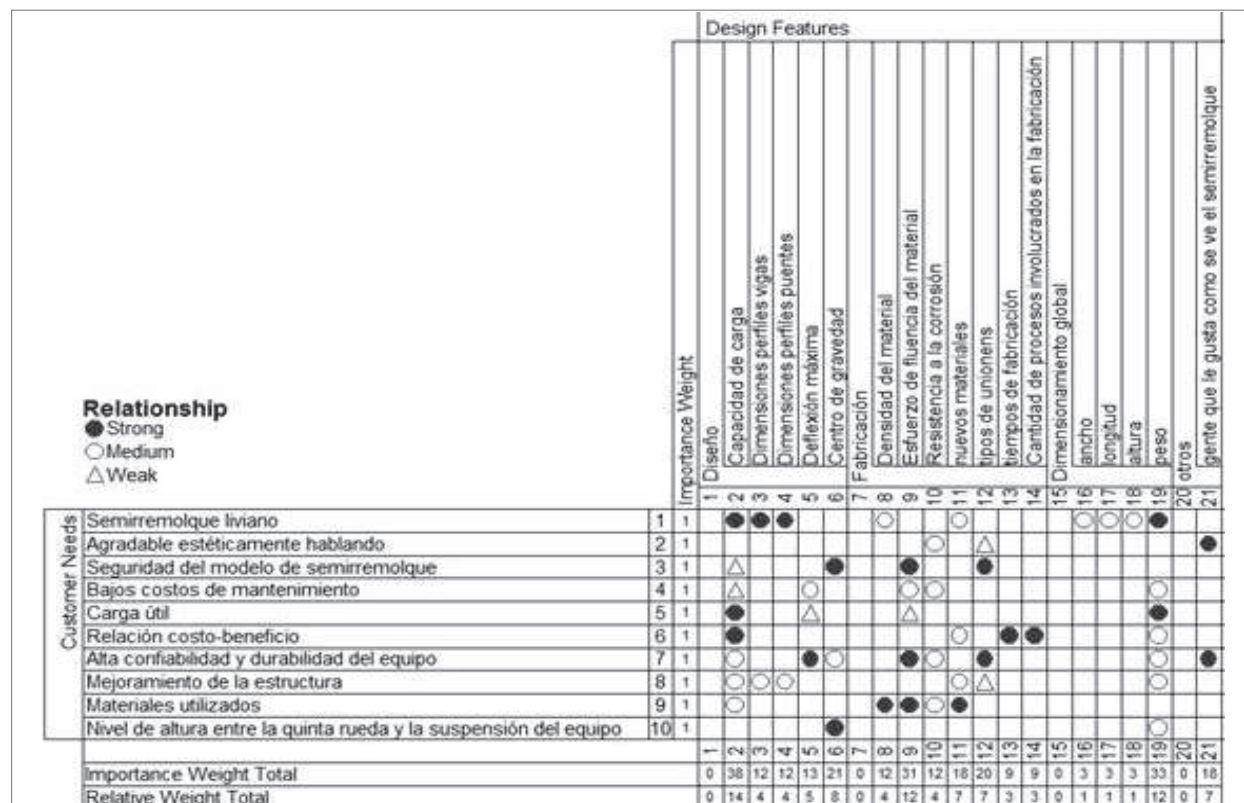 Design Features
Importance Weight
1 Diseño
2 Capacidad de carga
3 Dimensiones perfiles vigas
4 Dimensiones perfiles puentes
5 Deflexión máxima
6 Centro de gravedad
7 Fabricación
8 Densidad del material
9 Esfuerzo de fluencia del material
10 Resistencia a la corrosión
11 nuevos materiales
12 tipos de unionens
13 tiempos de fabricación
14 Cantidad de procesos involucrados en la fabricación
15 Dimensionamiento global
16 ancho
17 longitud
18 altura
19 peso
20 otros
21 gente que le gusta como se ve el semirremolque
Relationship
Strong
Medium
Weak
Customer Needs
Semirremolque liviano 1 1
Agradable estéticamente hablando 2 1
Seguridad del modelo de semirremolque 3 1
Bajos costos de mantenimiento 4 1
Carga útil 5 1
Relación costo-beneficio 6 1
Alta confiabilidad y durabilidad del equipo 7 1
Mejoramiento de la estructura 8 1
Materiales utilizados 9 1
Nivel de altura entre la quinta rueda y la suspensión del equipo 10 1
1 2 3 4 5 6 7 8 9 10 11 12 13 14 15 16 17 18 19 20 21
Importance Weight Total 0 38 12 12 13 21 0 12 31 12 18 20 9 9 0 3 3 3 33 0 18
Relative Weight Total 0 14 4 4 5 8 0 4 12 4 7 7 3 3 0 1 1 1 12 0 7